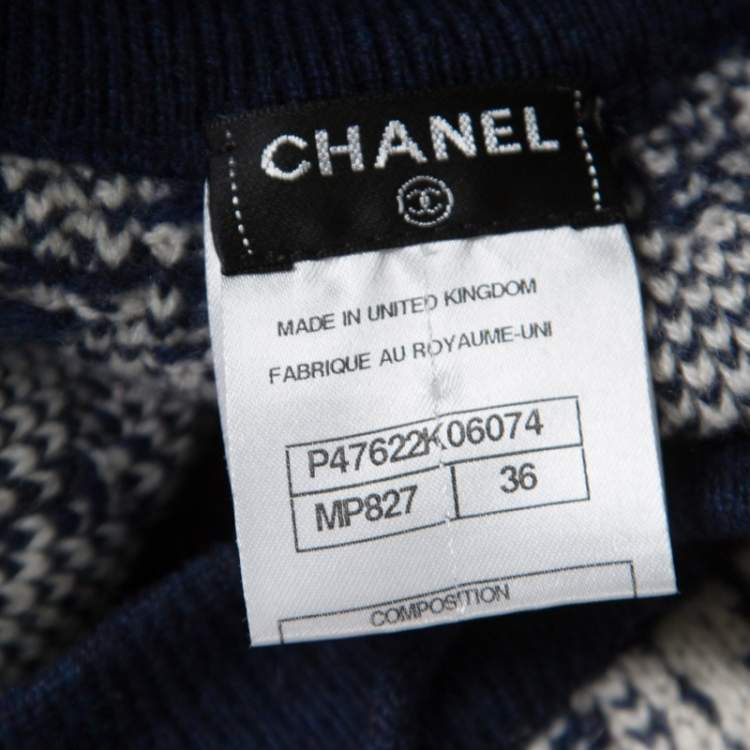 CHANEL
MADE IN UNITED KINGDOM
FABRIQUE AU ROYAUME-UNI
P47622K06074
MP827 36
COMPOSITION